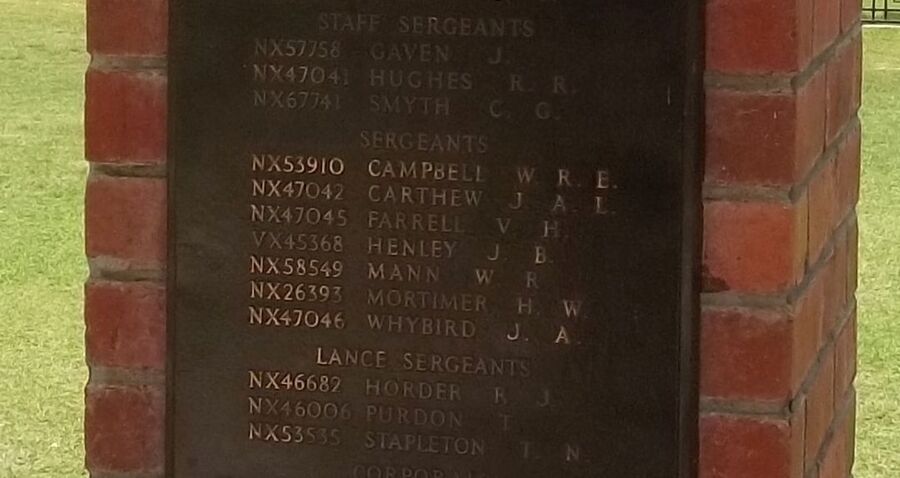 STAFF SERGEANTS
NX57758 GAVEN J.
NX47041 HUGHES R. R.
NX67741 SMYTH C. G.
SERGEANTS
NX53910 CAMPBELL W R. E.
NX47042 CARTHEW J. A. L.
NX47045 FARRELL V H.
VX45368 HENLEY J. B.
NX58549 MANN W R
NX26393 MORTIMER H. W
NX47046 WHYBIRD J. A.
LANCE SERGEANTS
NX46682 HORDER R J.
NX46006 PURDON T.
NX53535 STAPLETON T. N.